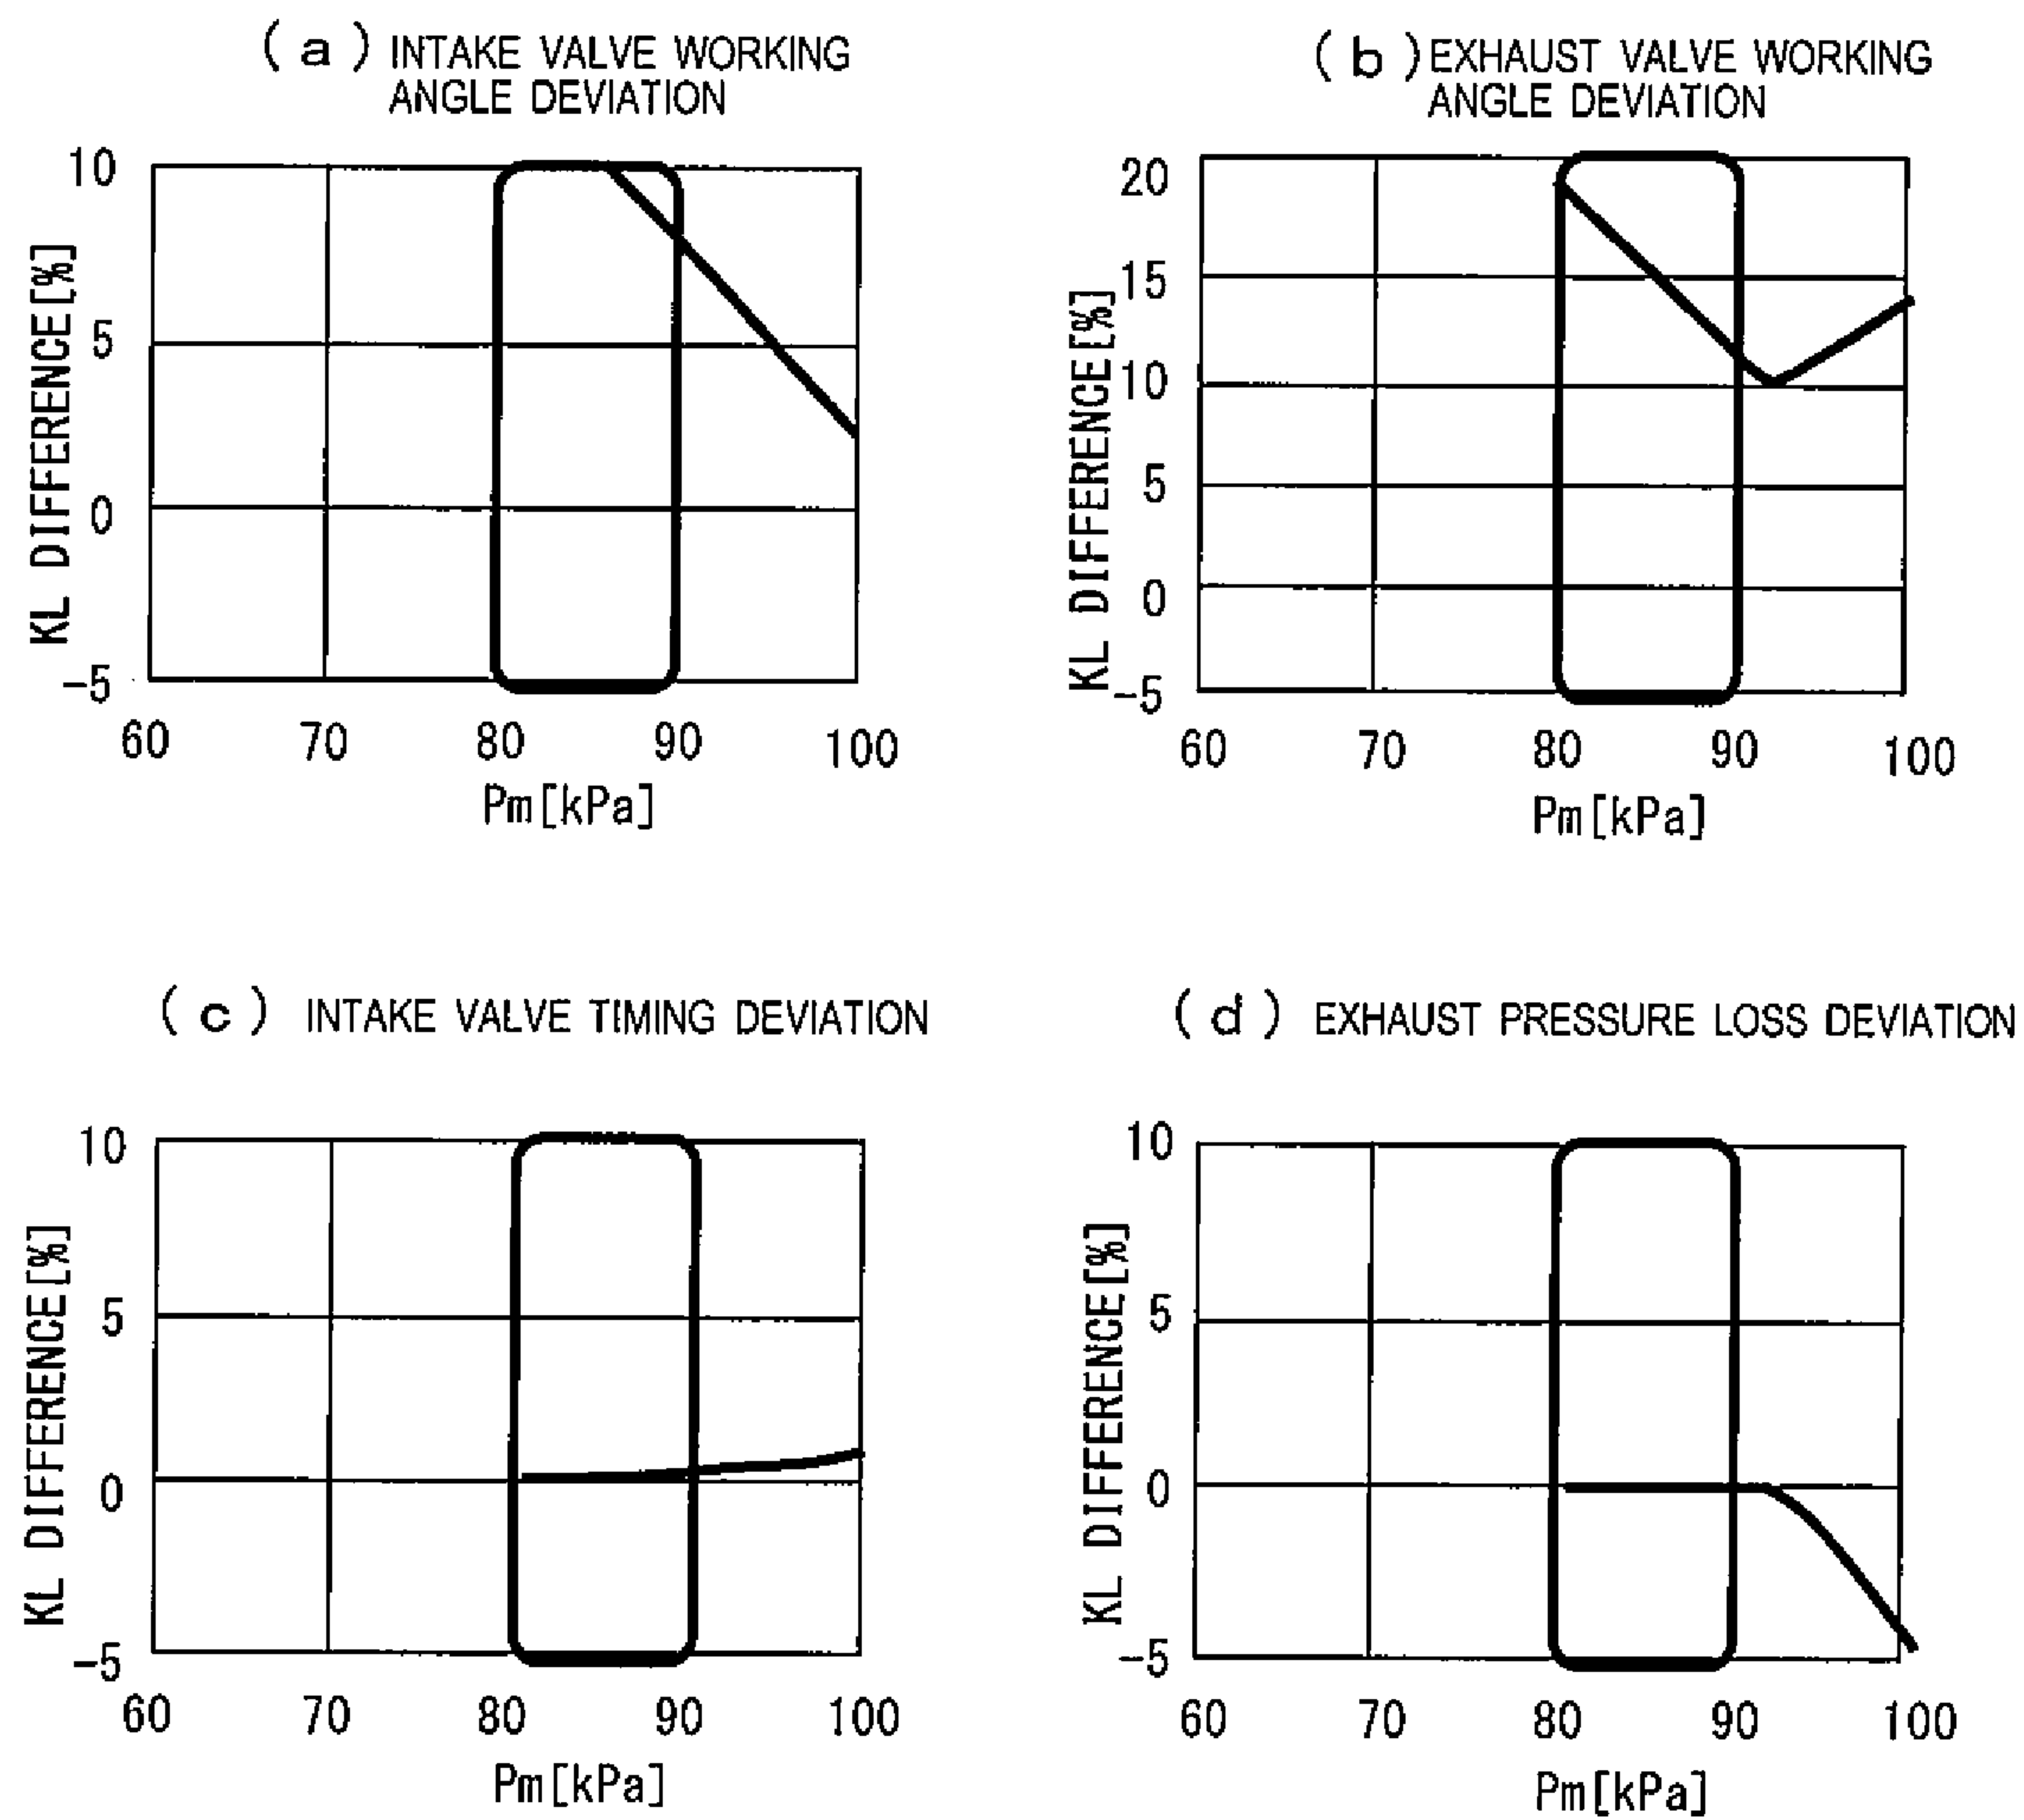 (a) INTAKE VALVE WORKING
ANGLE DEVIATION
10
5
0
-5
KL DIFFERENCE[%]
60 70 80 90 100
Pm[kPa]
(b) EXHAUST VALVE WORKING
ANGLE DEVIATION
20
15
10
5
0
-5
KL DIFFERENCE[%]
60 70 80 90 100
Pm[kPa]
(c) INTAKE VALVE TIMING DEVIATION
10
5
0
-5
KL DIFFERENCE[%]
60 70 80 90 100
Pm[kPa]
(d) EXHAUST PRESSURE LOSS DEVIATION
10
5
0
-5
KL DIFFERENCE[%]
60 70 80 90 100
Pm[kPa]